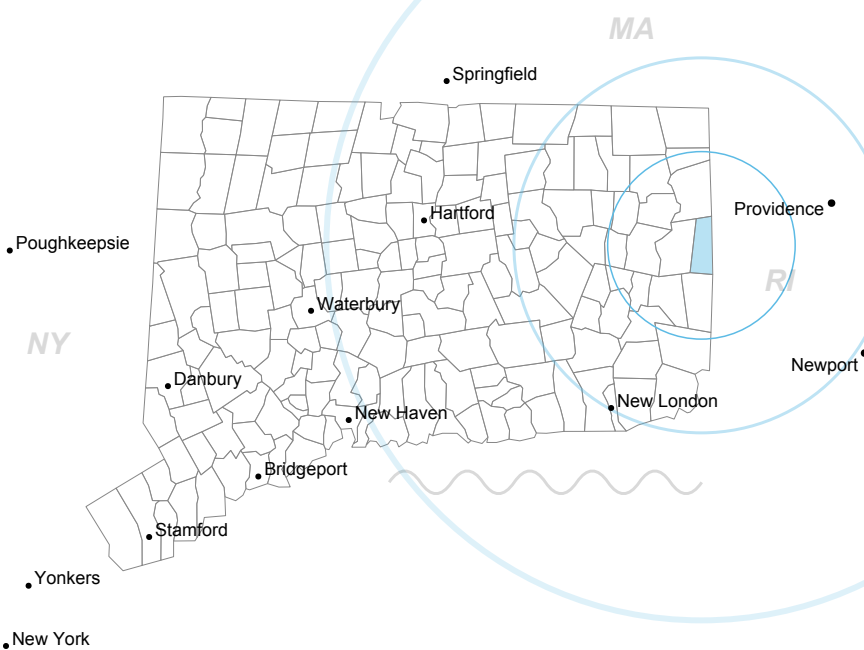 MA
Springfield
Providence
Hartford
Poughkeepsie
RI
Waterbury
NY
Newport
Danbury
New London
New Haven
Bridgeport
Stamford
Yonkers
New York